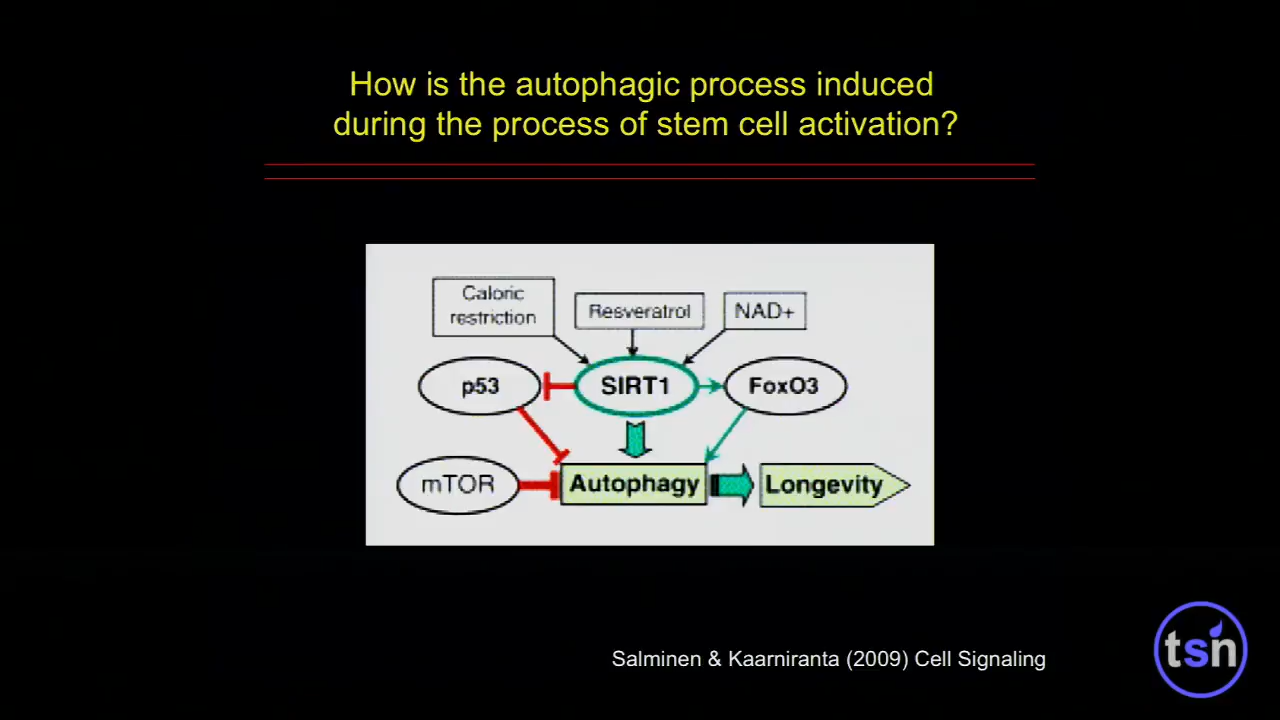 How is the autophagic process induced
during the process of stem cell activation?
Caloric
restriction
Resveratrol
NAD+
p53
SIRT1
FoxO3
mTOR
Autophagy
Longevity
Salminen & Kaarniranta (2009) Cell Signaling
tsn